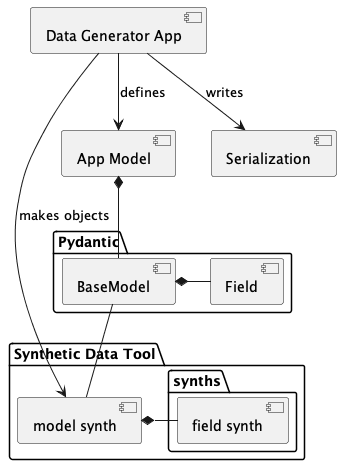 Data Generator App
defines
writes
App Model
Serialization
makes objects
Pydantic
BaseModel
Field
Synthetic Data Tool
synths
model synth
field synth